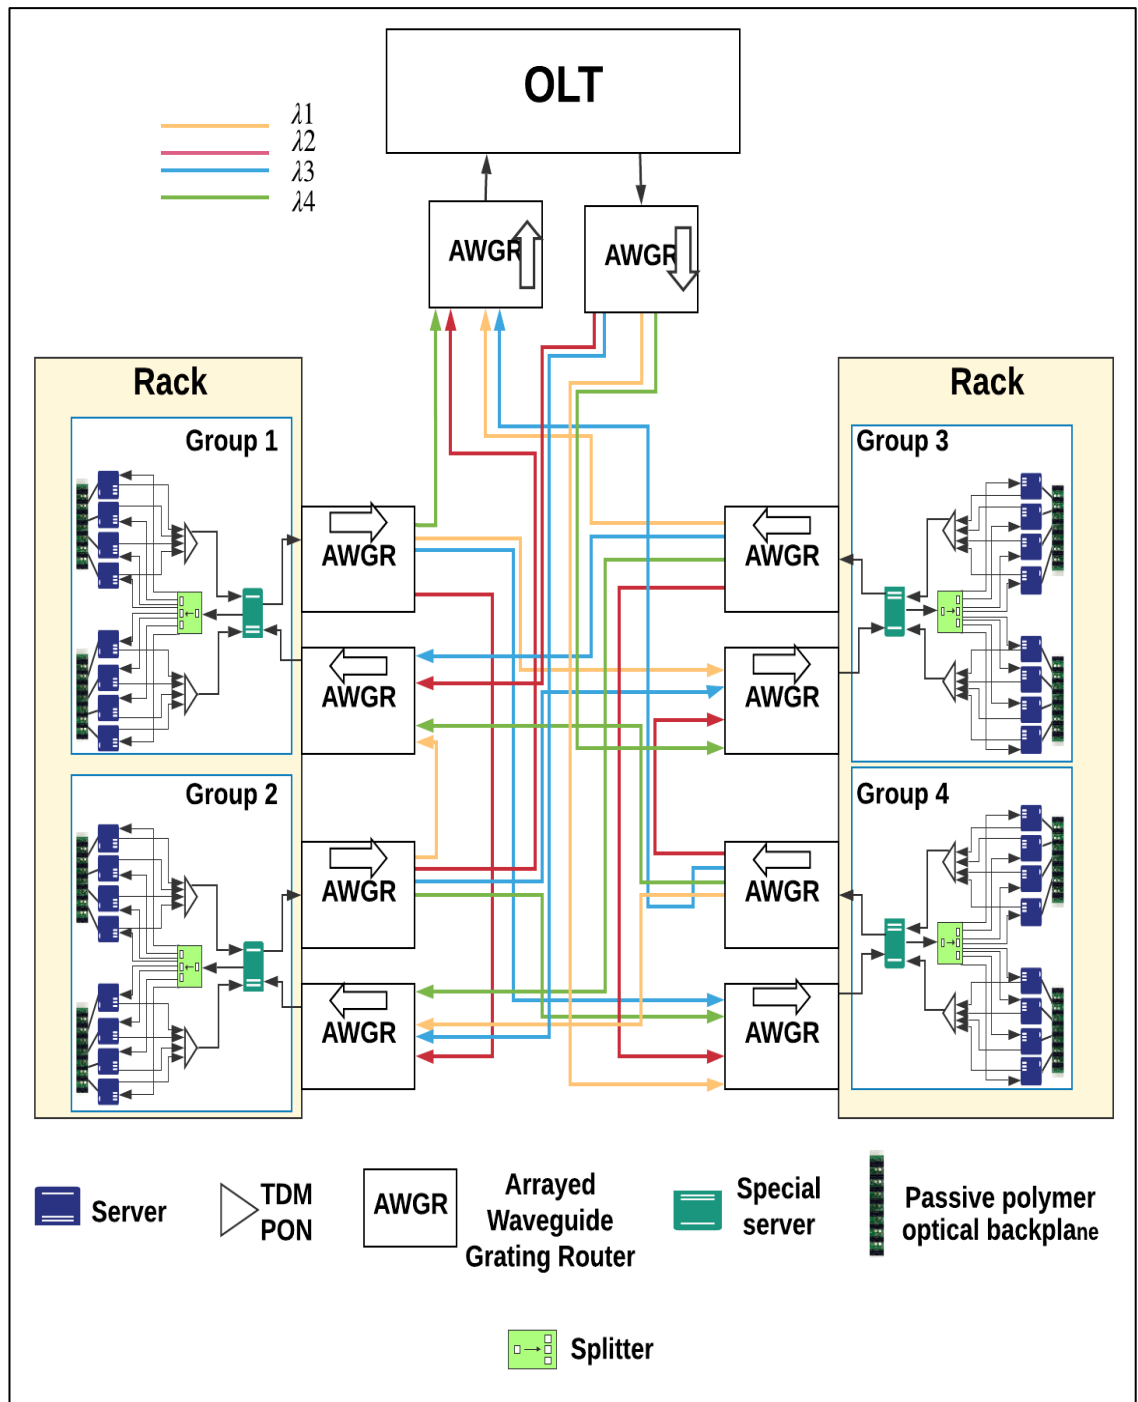 OLT
λ1
λ2
λ3
λ4
AWGR
AWGR
Rack
Rack
Group 1
Group 3
AWGR
AWGR
AWGR
AWGR
Group 2
Group 4
AWGR
AWGR
AWGR
AWGR
Server
TDM
PON
AWGR
Arrayed
Waveguide
Grating Router
Special
server
Passive polymer
optical backplane
Splitter